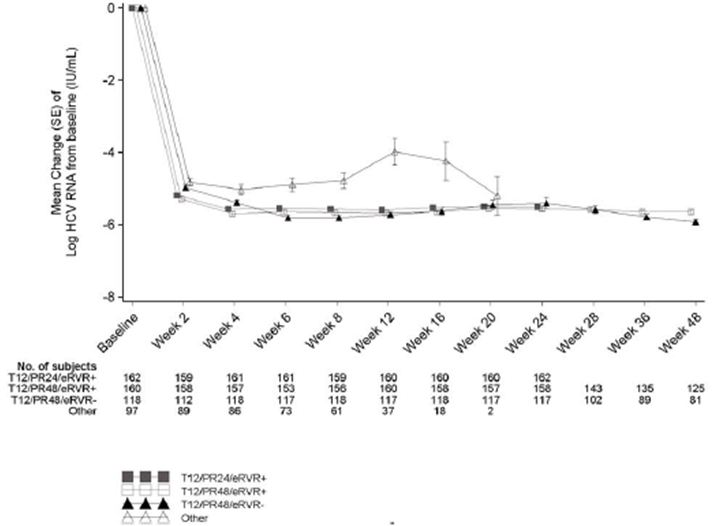 Mean Change (SE) of
Log HCV RNA from baseline (IU/mL)
0
-2
-4
-6
-8
Baseline Week 2 Week 4 Week 6 Week 8 Week 12 Week 16 Week 20 Week 24 Week 28 Week 36 Week 48
No. of subjects
T12/PR24/eRVR+ 162 159 161 161 159 160 160 160 162
T12/PR48/eRVR+ 160 158 157 153 156 160 158 157 158 143 135 125
T12/PR48/eRVR- 118 112 118 117 118 117 118 117 117 102 89 81
Other 97 89 86 73 61 37 18 2
T12/PR24/eRVR+
T12/PR48/eRVR+
T12/PR48/eRVR-
Other